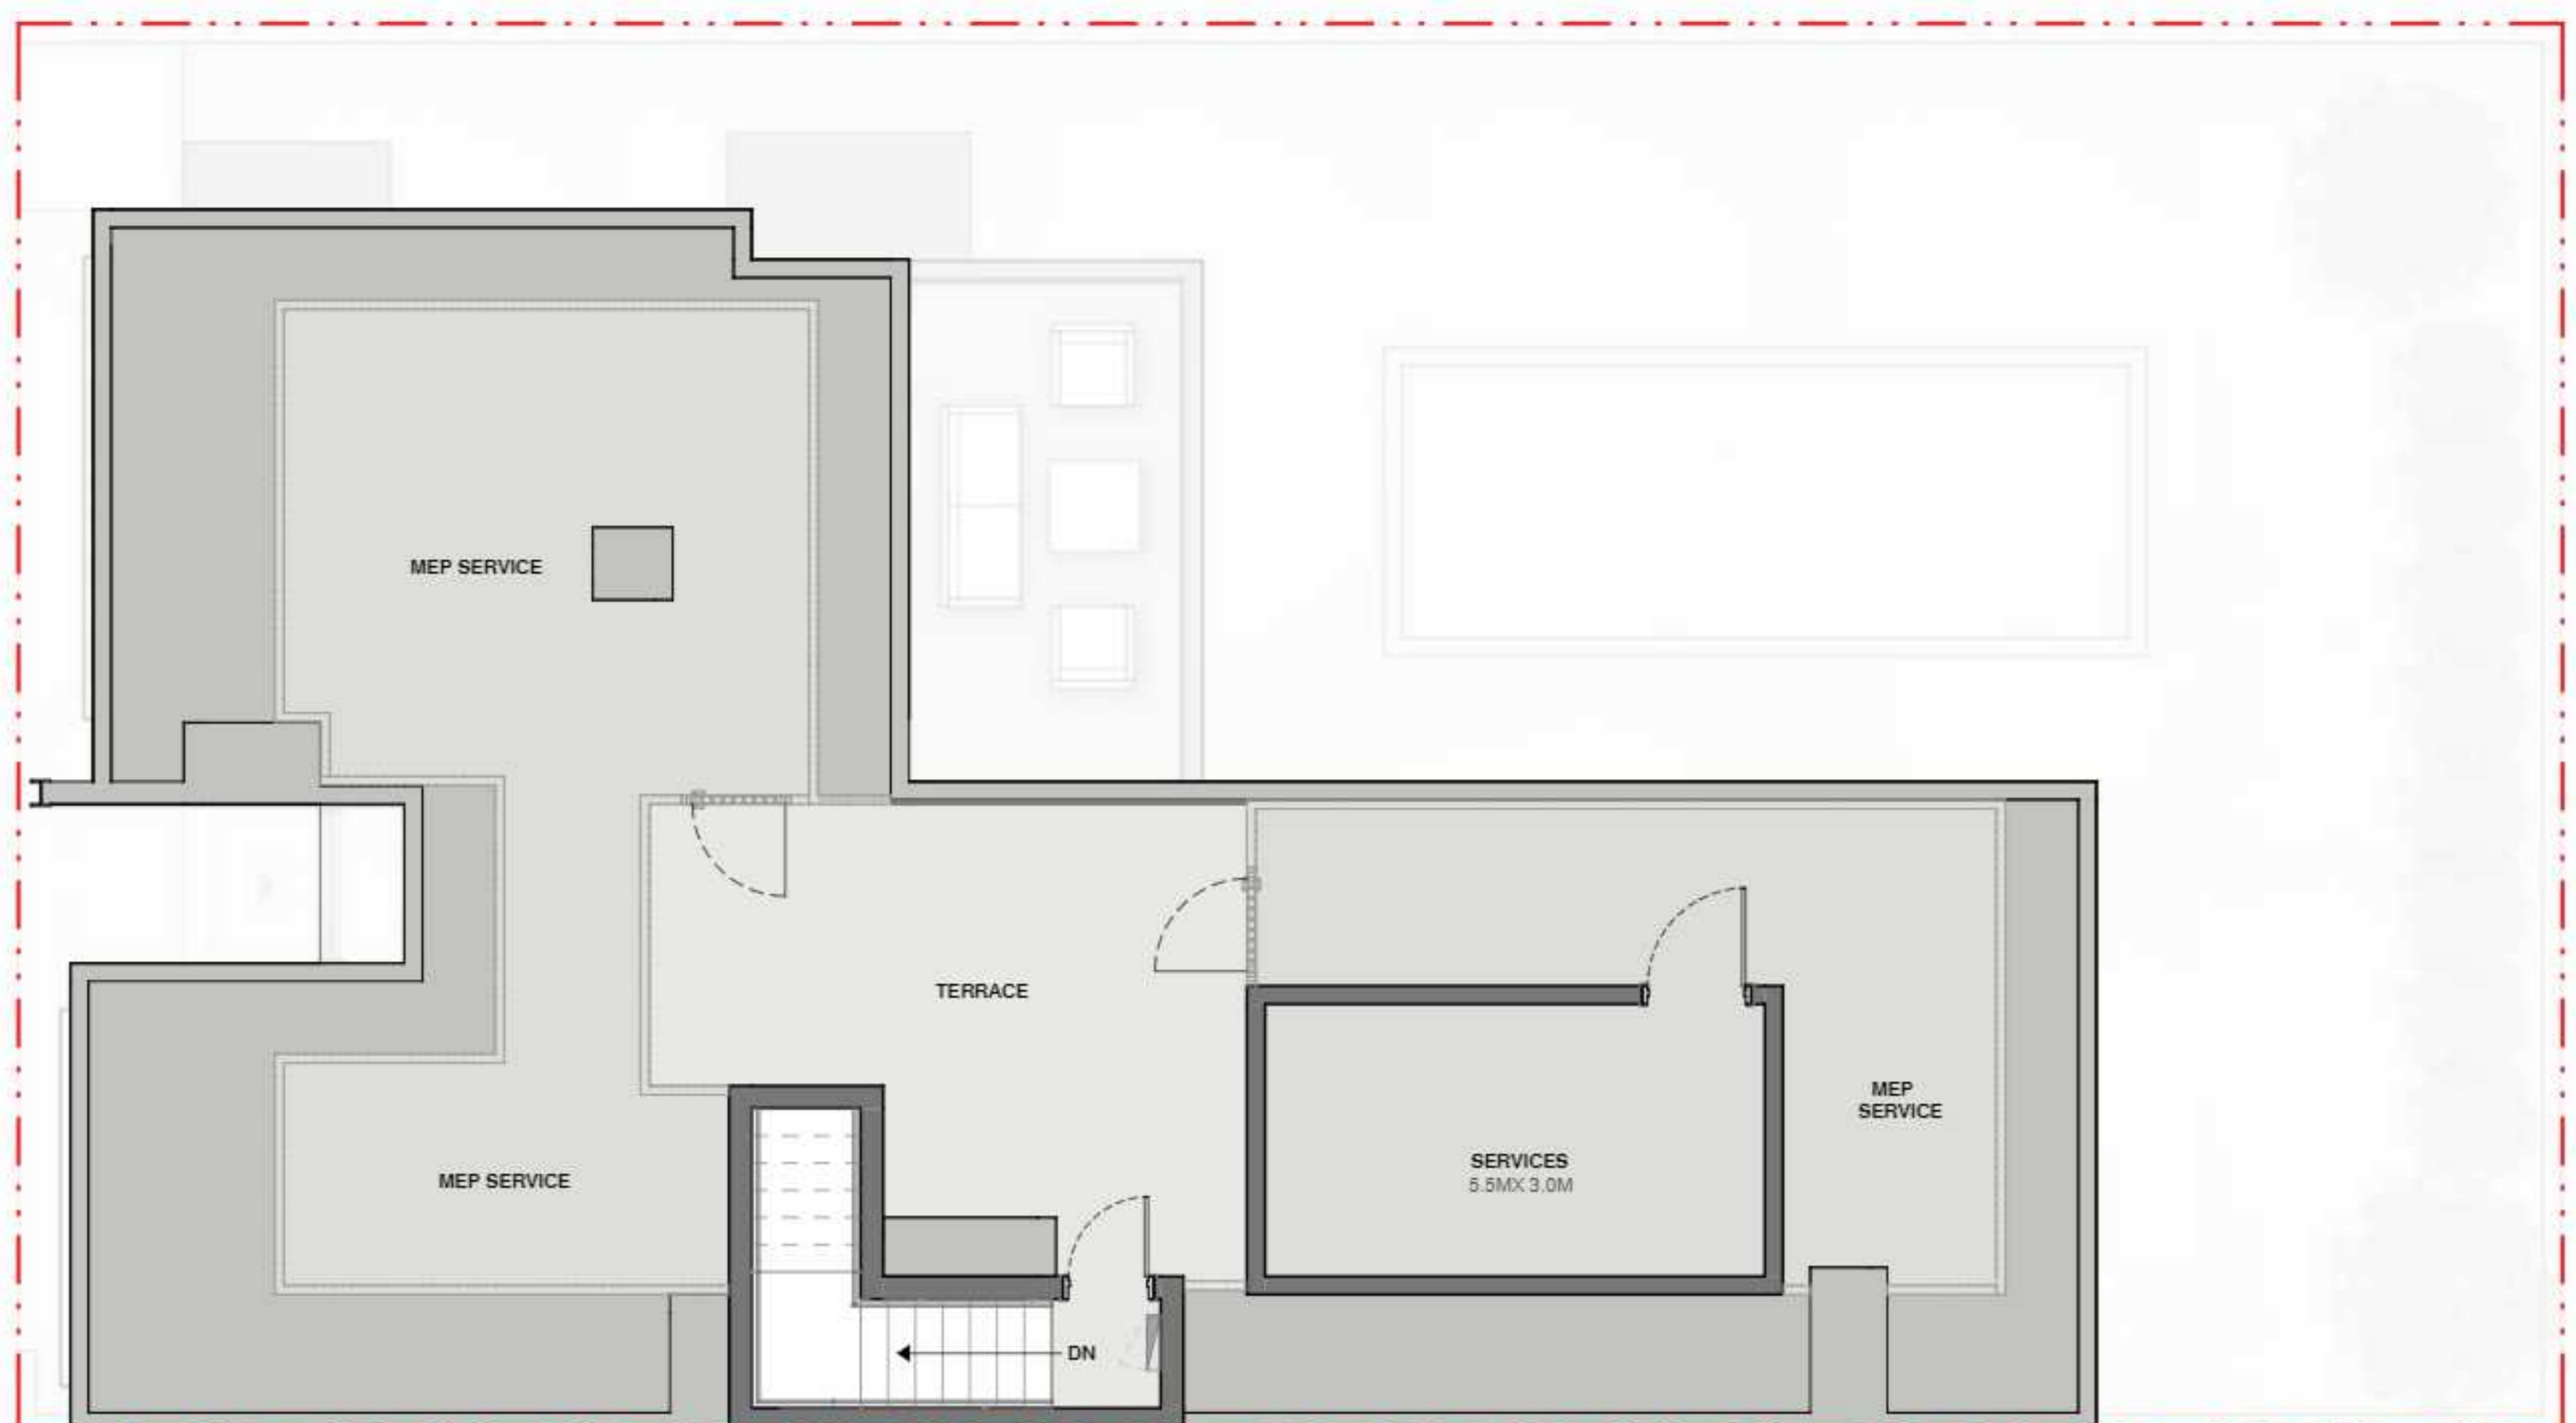 MEP SERVICE
TERRACE
MEP
SERVICE
SERVICES
5.5MX 3.0M
MEP SERVICE
DN